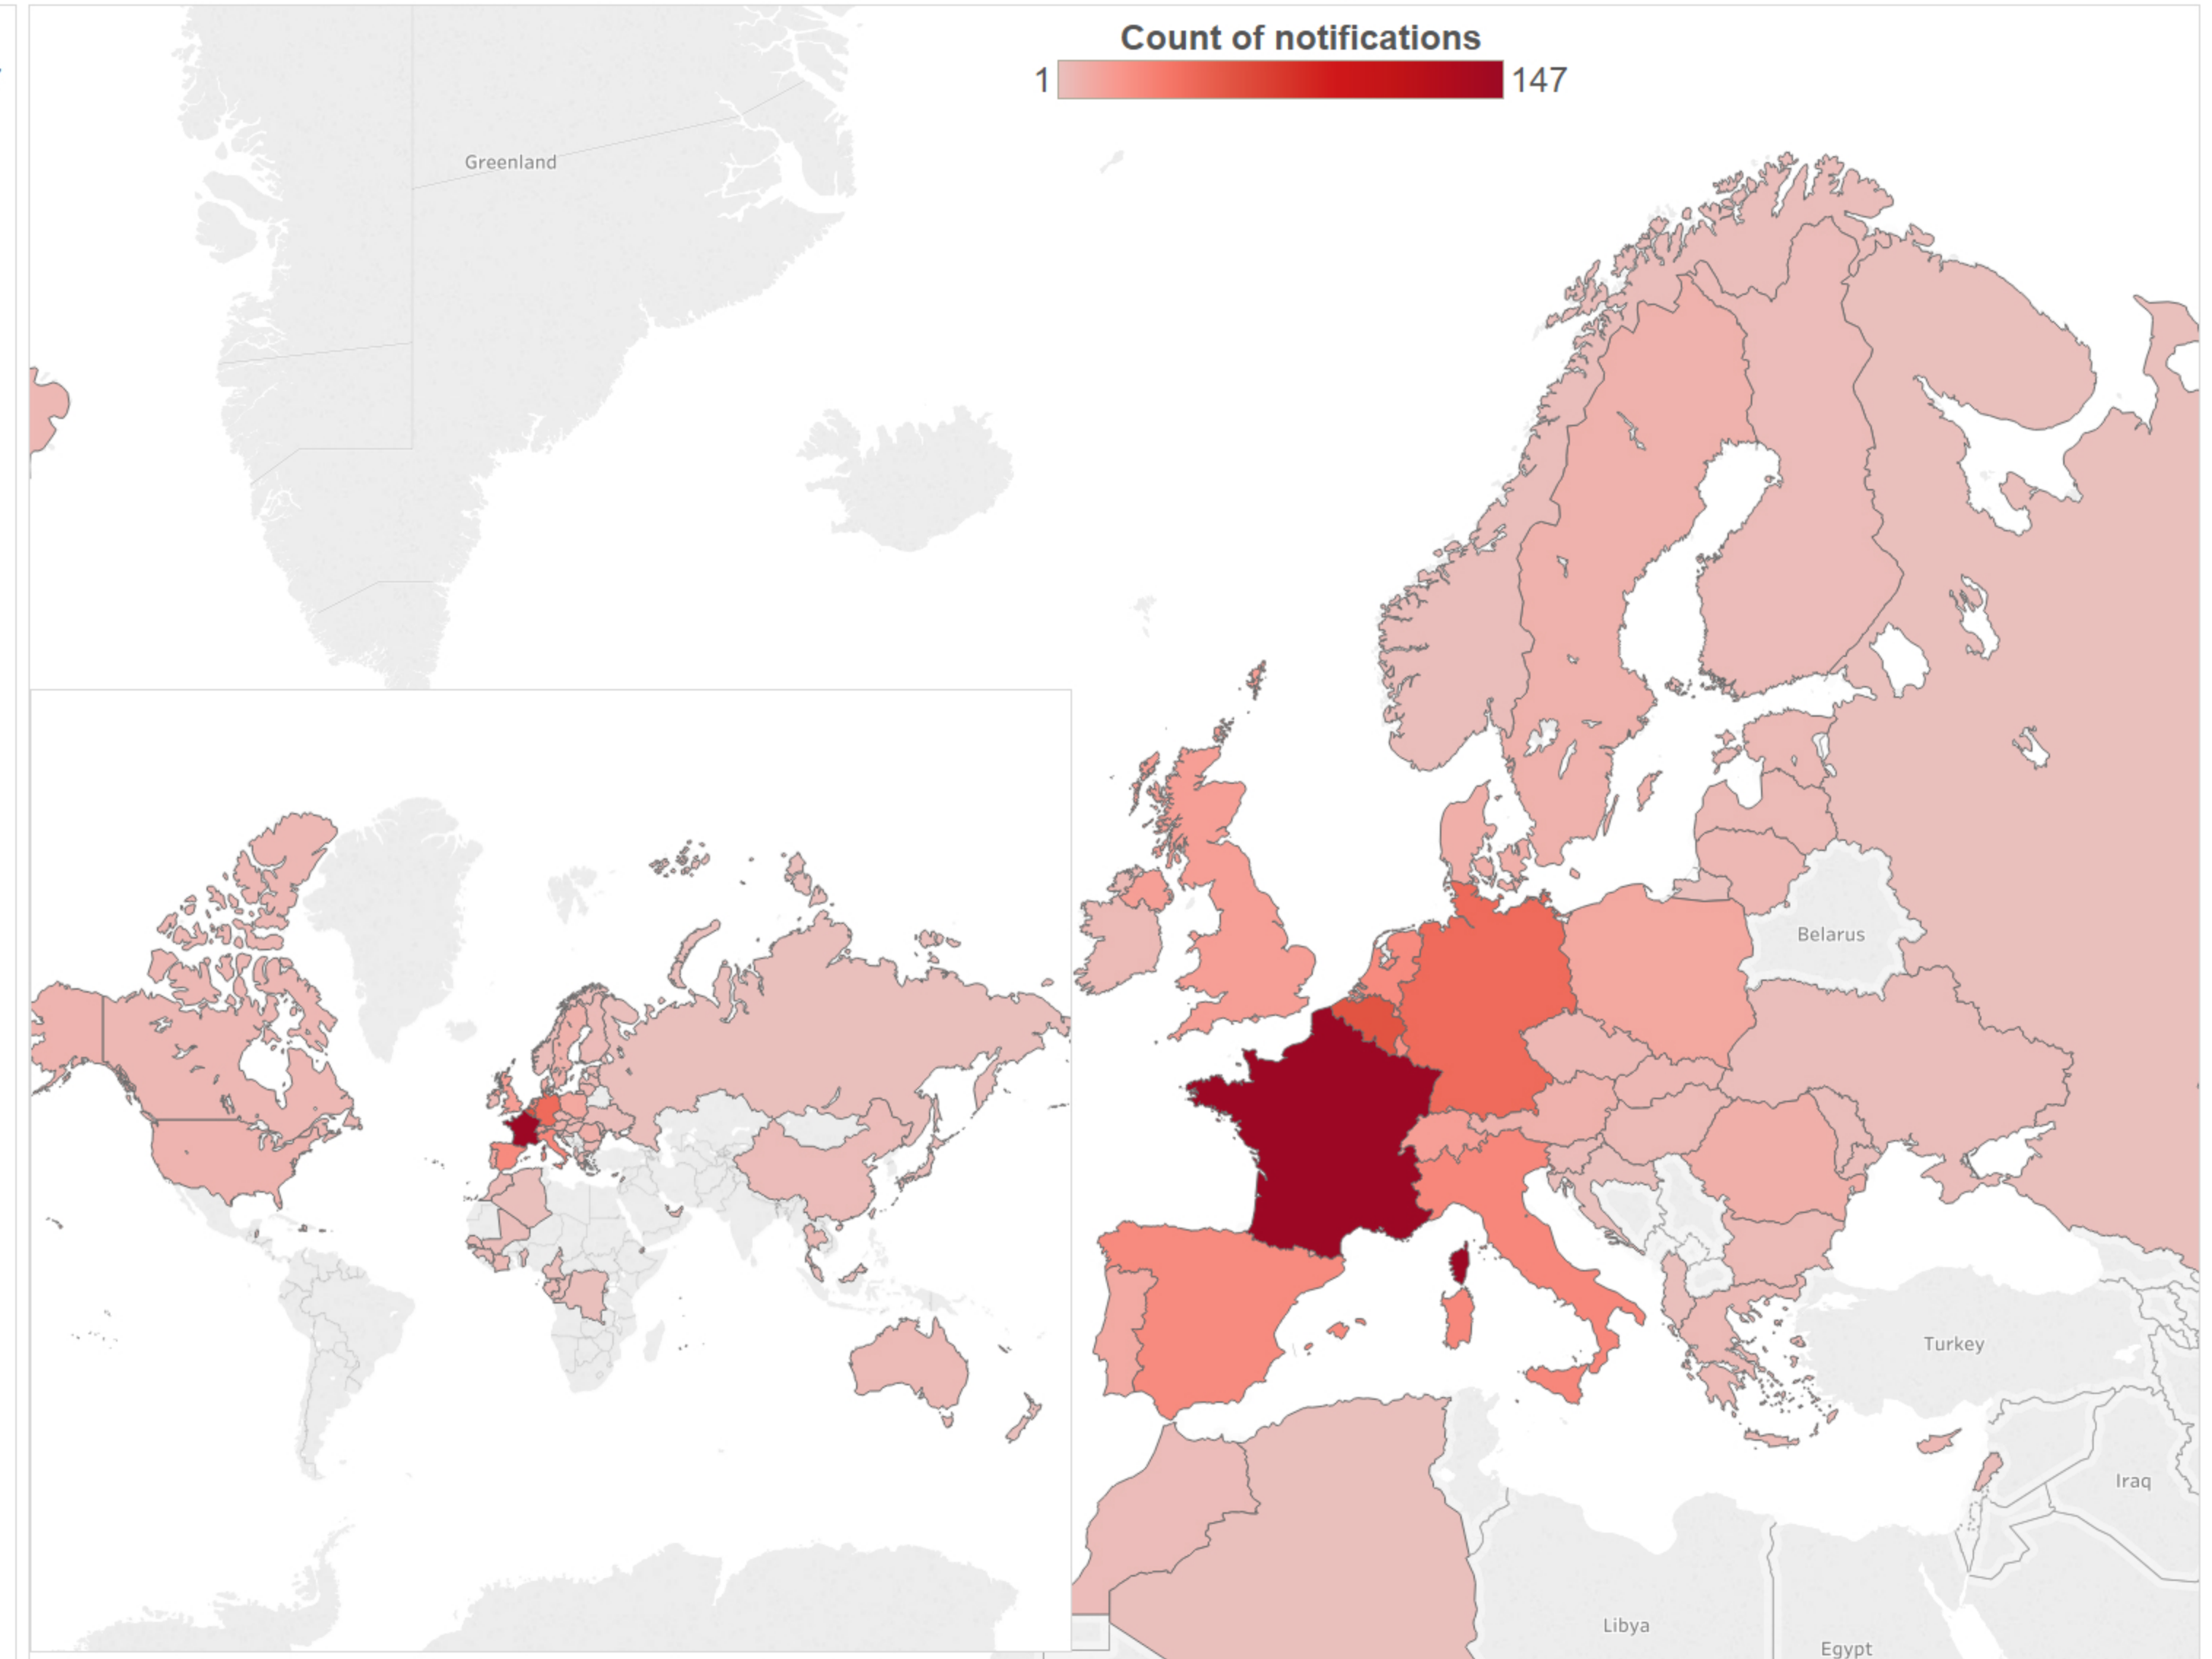 Count of notifications
1 147
Greenland
Belarus
Turkey
Iraq
Libya
Egypt